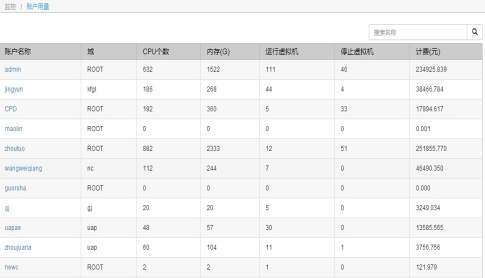 监控 / 账户用量
搜索名称
账户名称 域 CPU个数 内存(G) 运行虚拟机 停止虚拟机 计费(元)
admin ROOT 632 1522 111 46 234925.839
jingyun kfgl 186 268 44 4 38466.784
CPD ROOT 192 360 5 33 17994.617
maolin ROOT 0 0 0 0 0.001
zhoutuo ROOT 882 2333 12 51 251855.770
wangweiqiang nc 112 244 7 0 46490.350
guorsha ROOT 0 0 0 0 0.000
gj gj 20 20 5 0 3249.034
uapae uap 48 57 30 0 13585.565
zhoujuana uap 60 104 11 1 3756.756
news ROOT 2 2 1 0 121.979